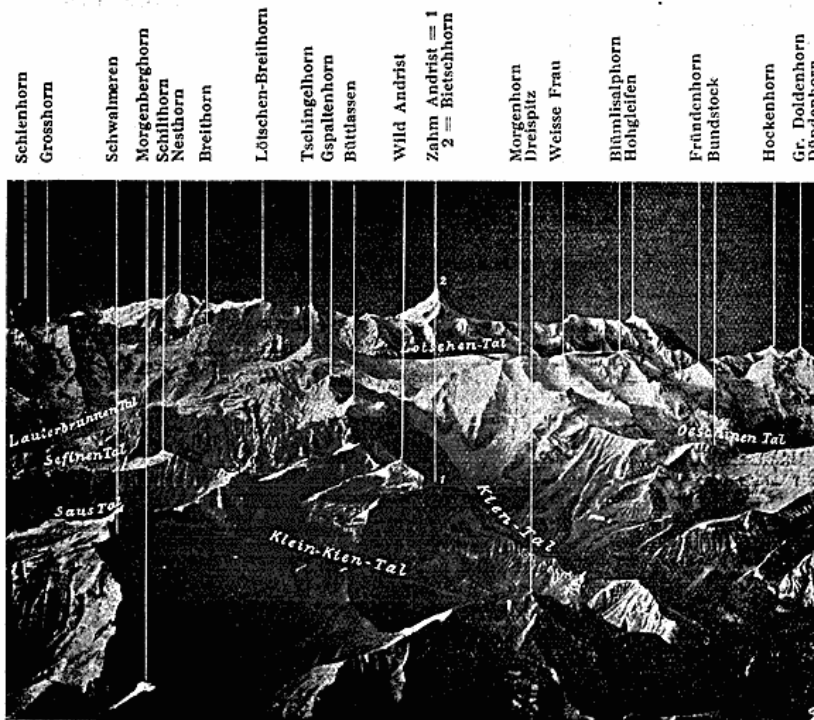 Schienhorn
Grosshorn
Schwalmeren
Morgenberghorn
Schilthorn
Nesthorn
Breithorn
Lötschen-Breithorn
Tschingelhorn
Gspaltenhorn
Büttlassen
Wild Andrist
Zahm Andrist = 1
2 = Bietschhorn
Morgenhorn
Dreispitz
Weisse Frau
Blümlisalphorn
Hohgleifen
Fründenhorn
Bundstock
Hockenhorn
Gr. Doldenhorn
2
Lötschen-Tal
Lauterbrunnen Tal
Oeschinen Tal
Sefinen Tal
1
Saus Tal
Kien-Tal
Klein-Kien-Tal